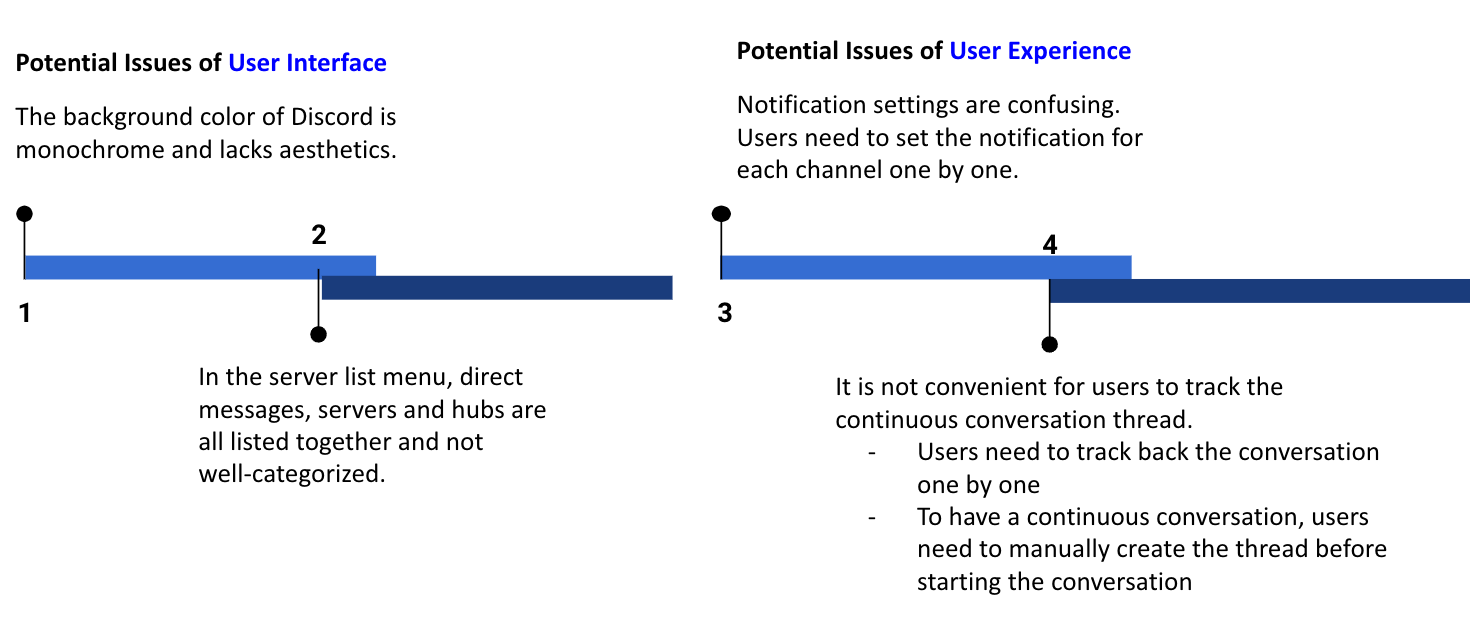 Potential Issues of User Interface
The background color of Discord is
monochrome and lacks aesthetics.
1
2
In the server list menu, direct
messages, servers and hubs are
all listed together and not
well-categorized.
Potential Issues of User Experience
Notification settings are confusing.
Users need to set the notification for
each channel one by one.
3
4
It is not convenient for users to track the
continuous conversation thread.
- Users need to track back the conversation
one by one
- To have a continuous conversation, users
need to manually create the thread before
starting the conversation